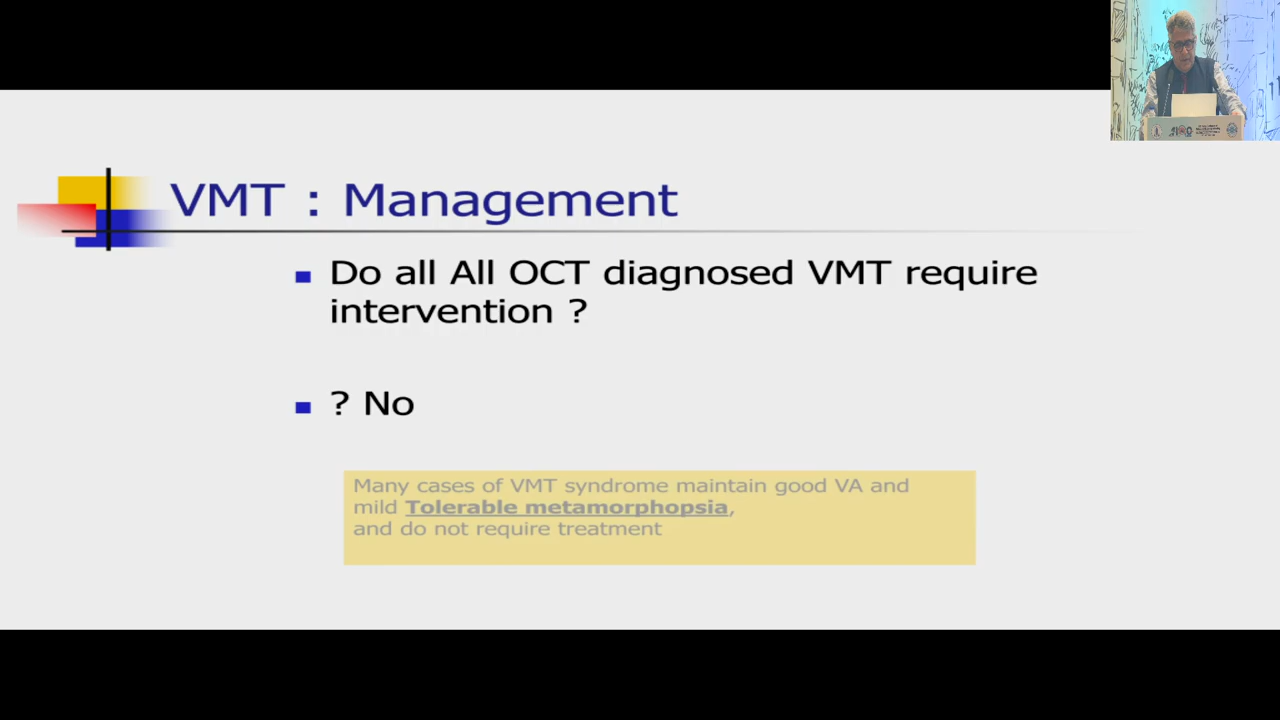 VMT : Management
Do all All OCT diagnosed VMT require
intervention ?
? No
Many cases of VMT syndrome maintain good VA and
mild Tolerable metamorphopsia,
and do not require treatment